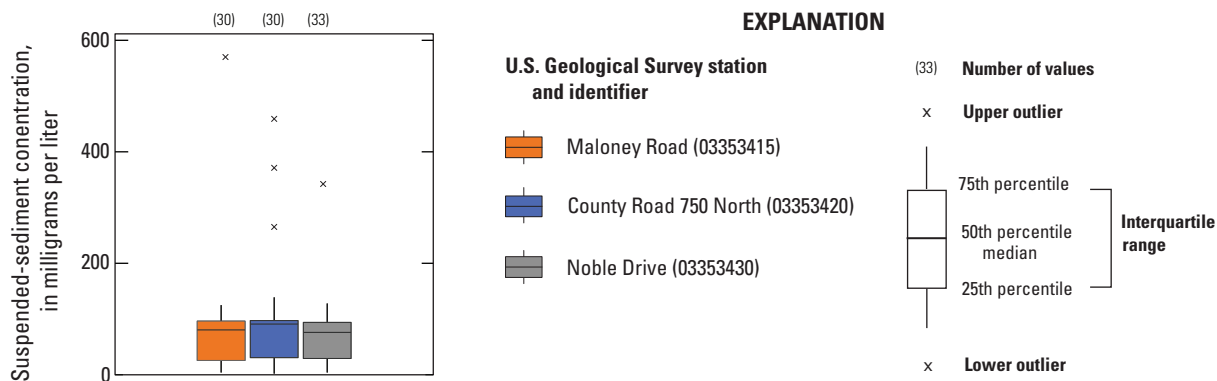 (30) (30) (33)
600
400
200
0
Suspended-sediment conentration,
in milligrams per liter
EXPLANATION
U.S. Geological Survey station
and identifier
Maloney Road (03353415)
County Road 750 North (03353420)
Noble Drive (03353430)
(33) Number of values
x Upper outlier
75th percentile
50th percentile
median
25th percentile
Interquartile
range
x Lower outlier